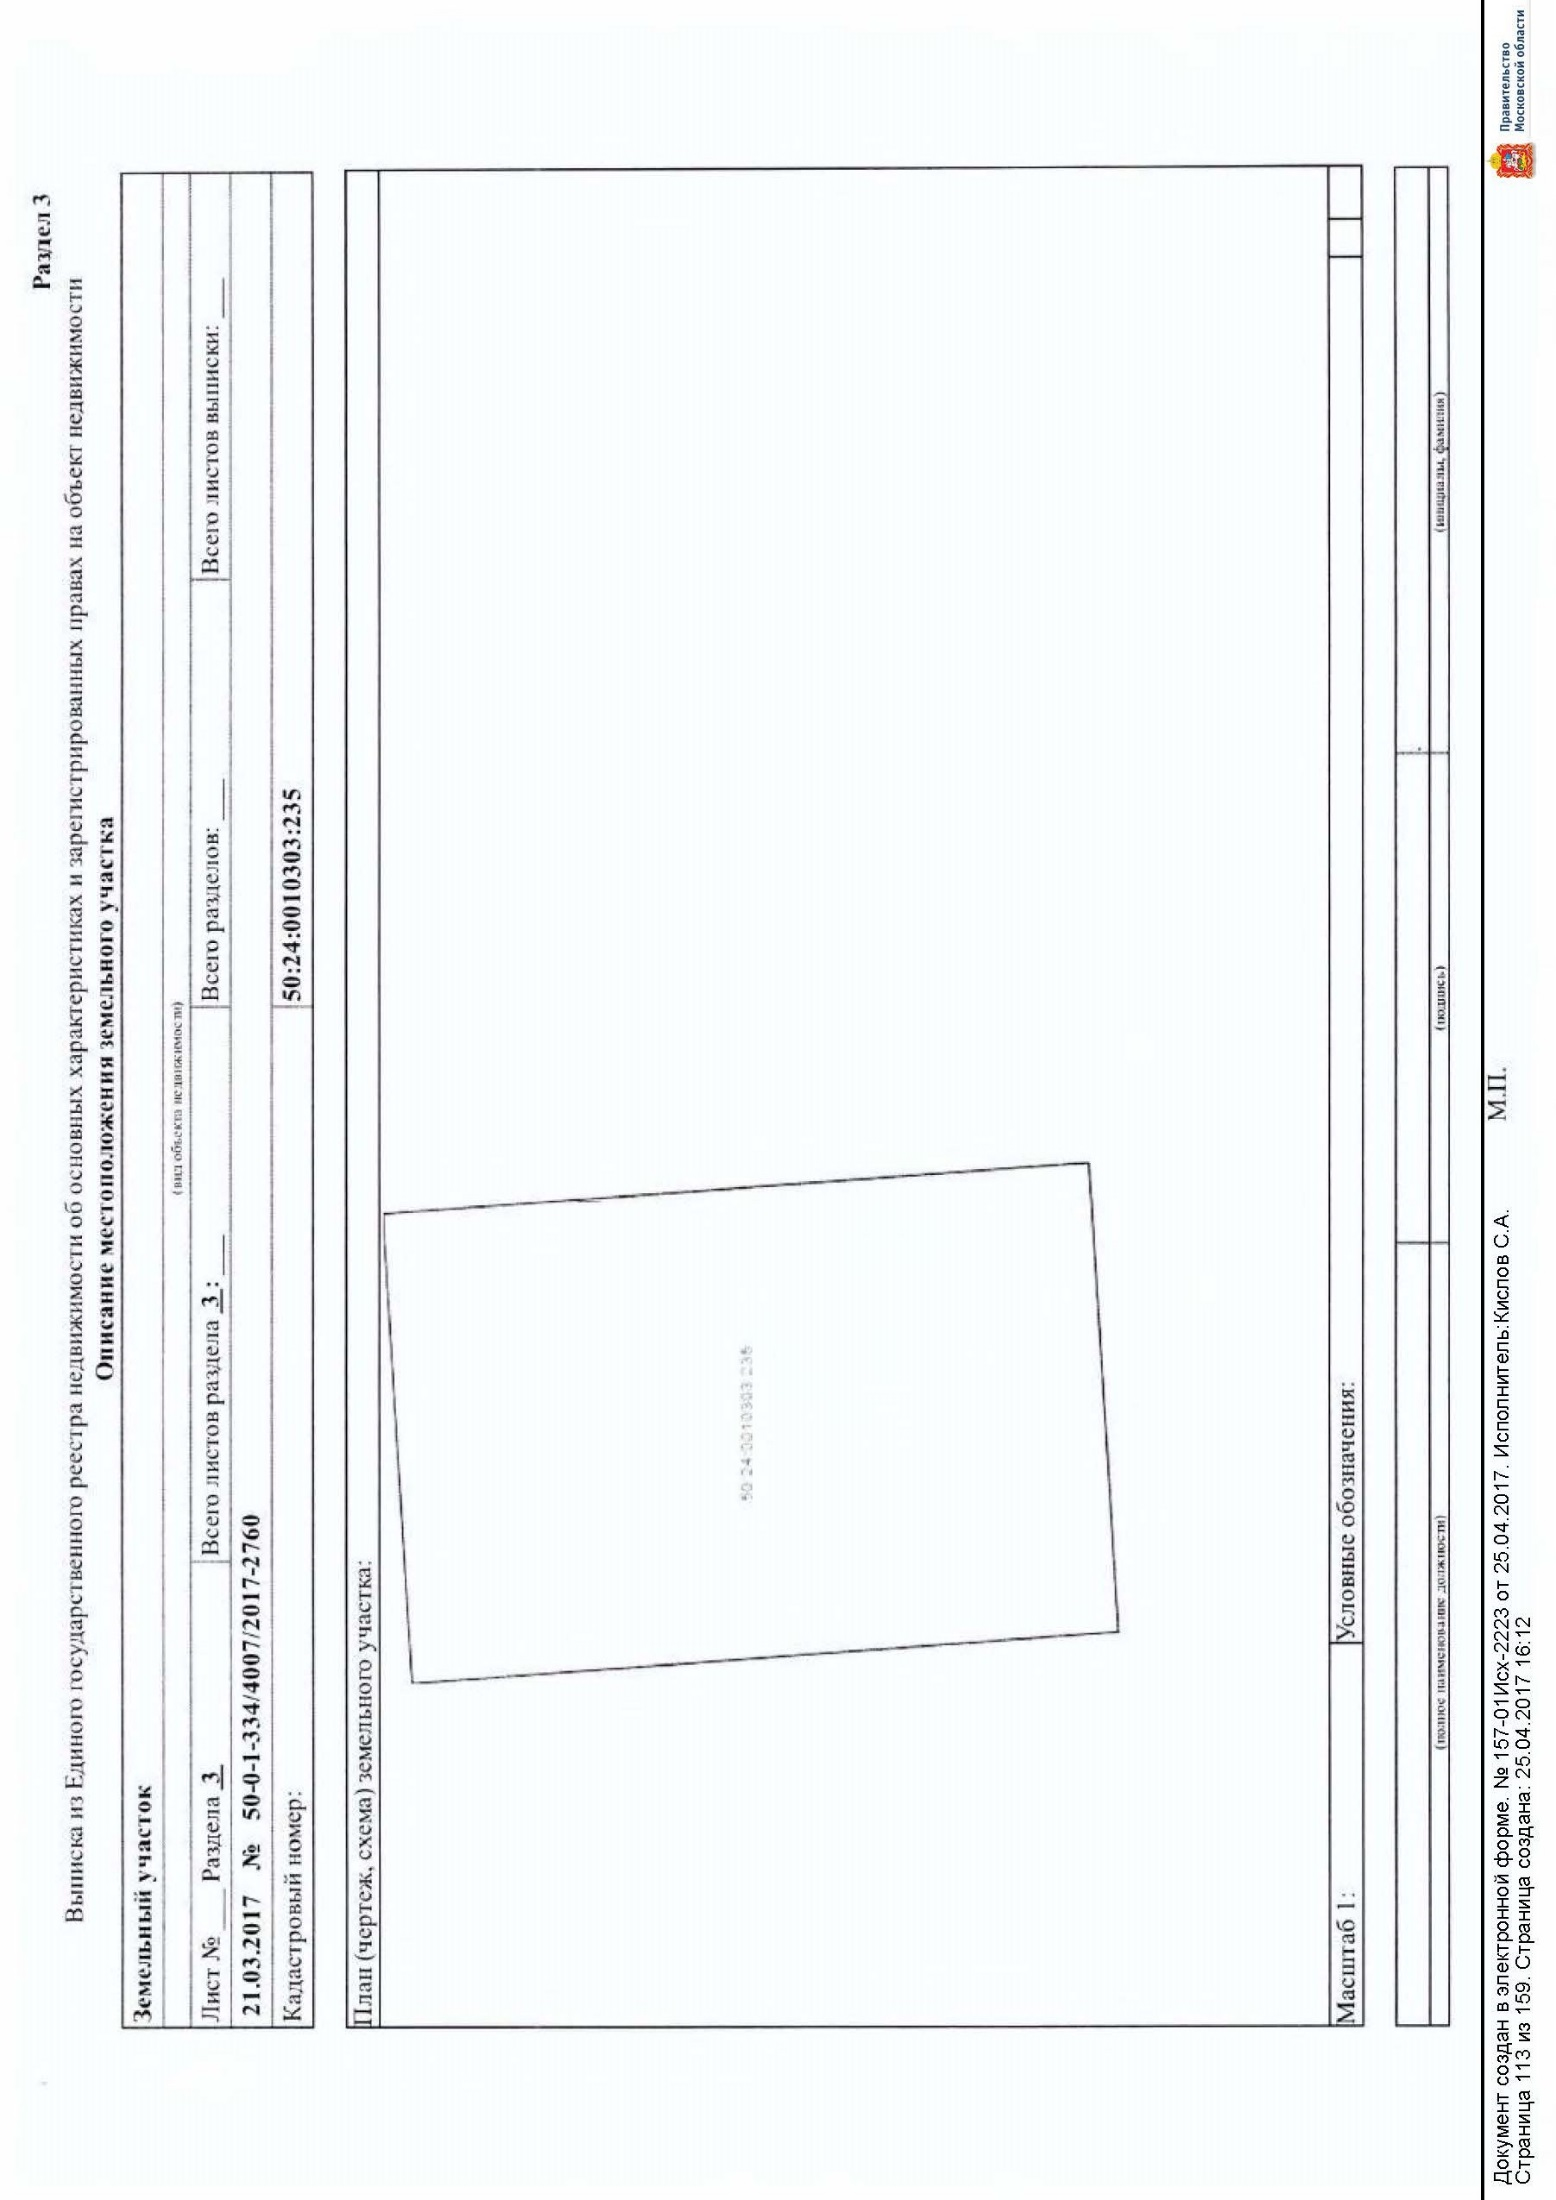 Раздел 3
Выписка из Единого государственного реестра недвижимости об основных характеристиках и зарегистрированных правах на объект недвижимости
Описание местоположения земельного участка
Земельный участок
(вид объекта недвижимости)
Лист № ___ Раздела 3 Всего листов раздела 3 : ___ Всего разделов: ___ Всего листов выписки: ___
21.03.2017 № 50-0-1-334/4007/2017-2760
Кадастровый номер: 50:24:0010303:235
План (чертеж, схема) земельного участка:
50:24:0010303:235
Масштаб 1: Условные обозначения:
(полное наименование должности) (подпись) (инициалы, фамилия)
М.П.
Документ создан в электронной форме. № 157-01Исх-2223 от 25.04.2017. Исполнитель:Кислов С.А.
Страница 113 из 159. Страница создана: 25.04.2017 16:12
Правительство
Московской области